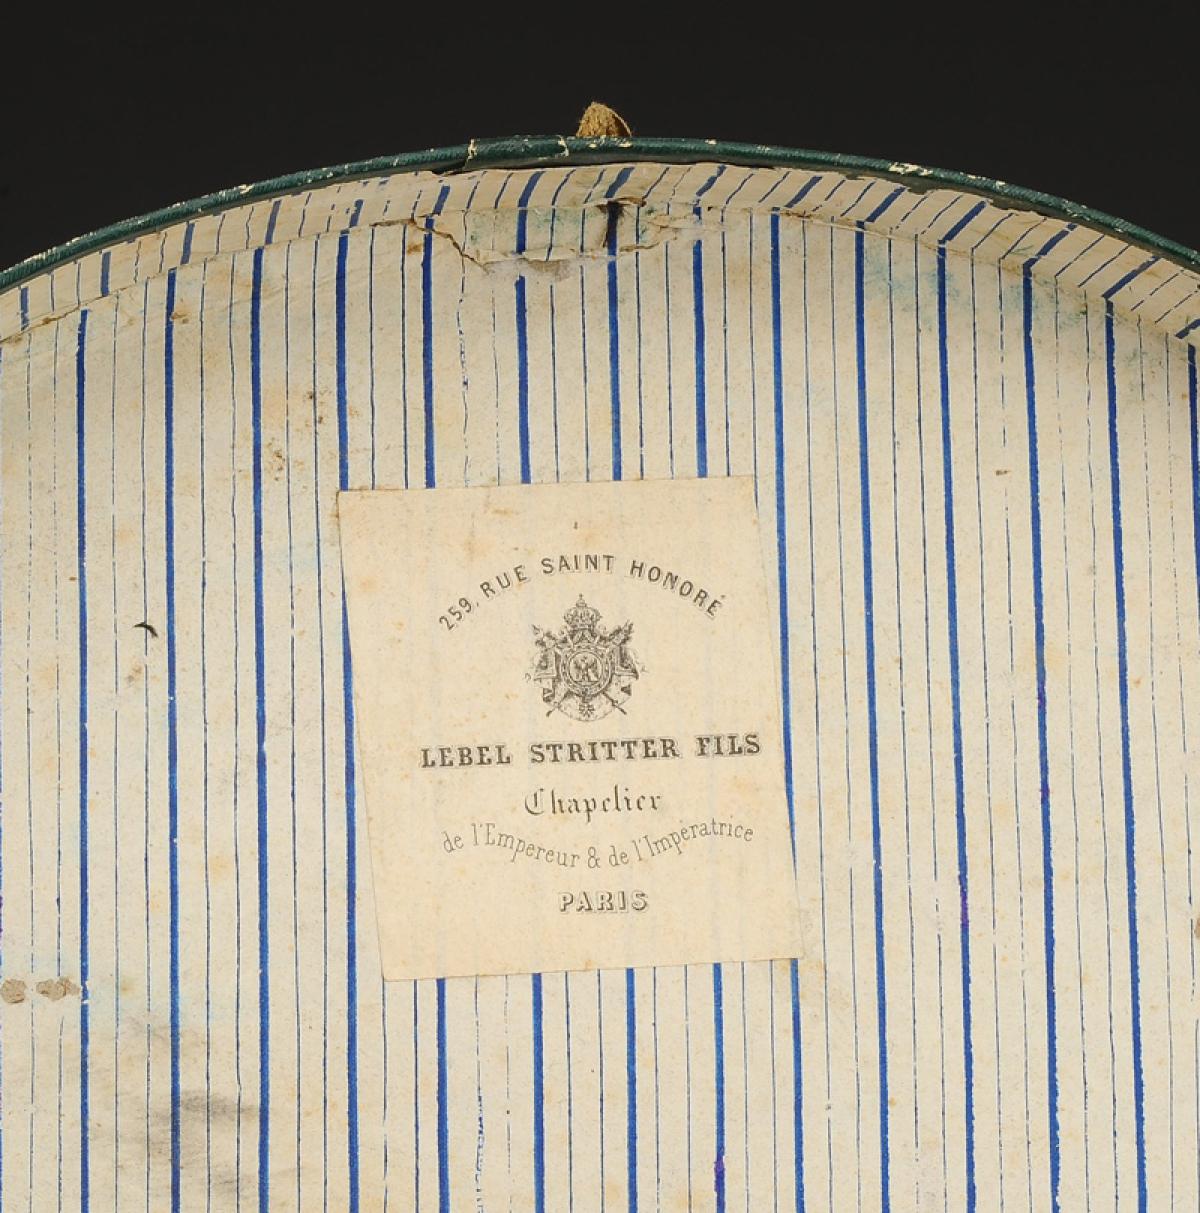 259, RUE SAINT HONORÉ
LEBEL STRITTER FILS
Chapelier
de l'Empereur & de l'Impératrice
PARIS